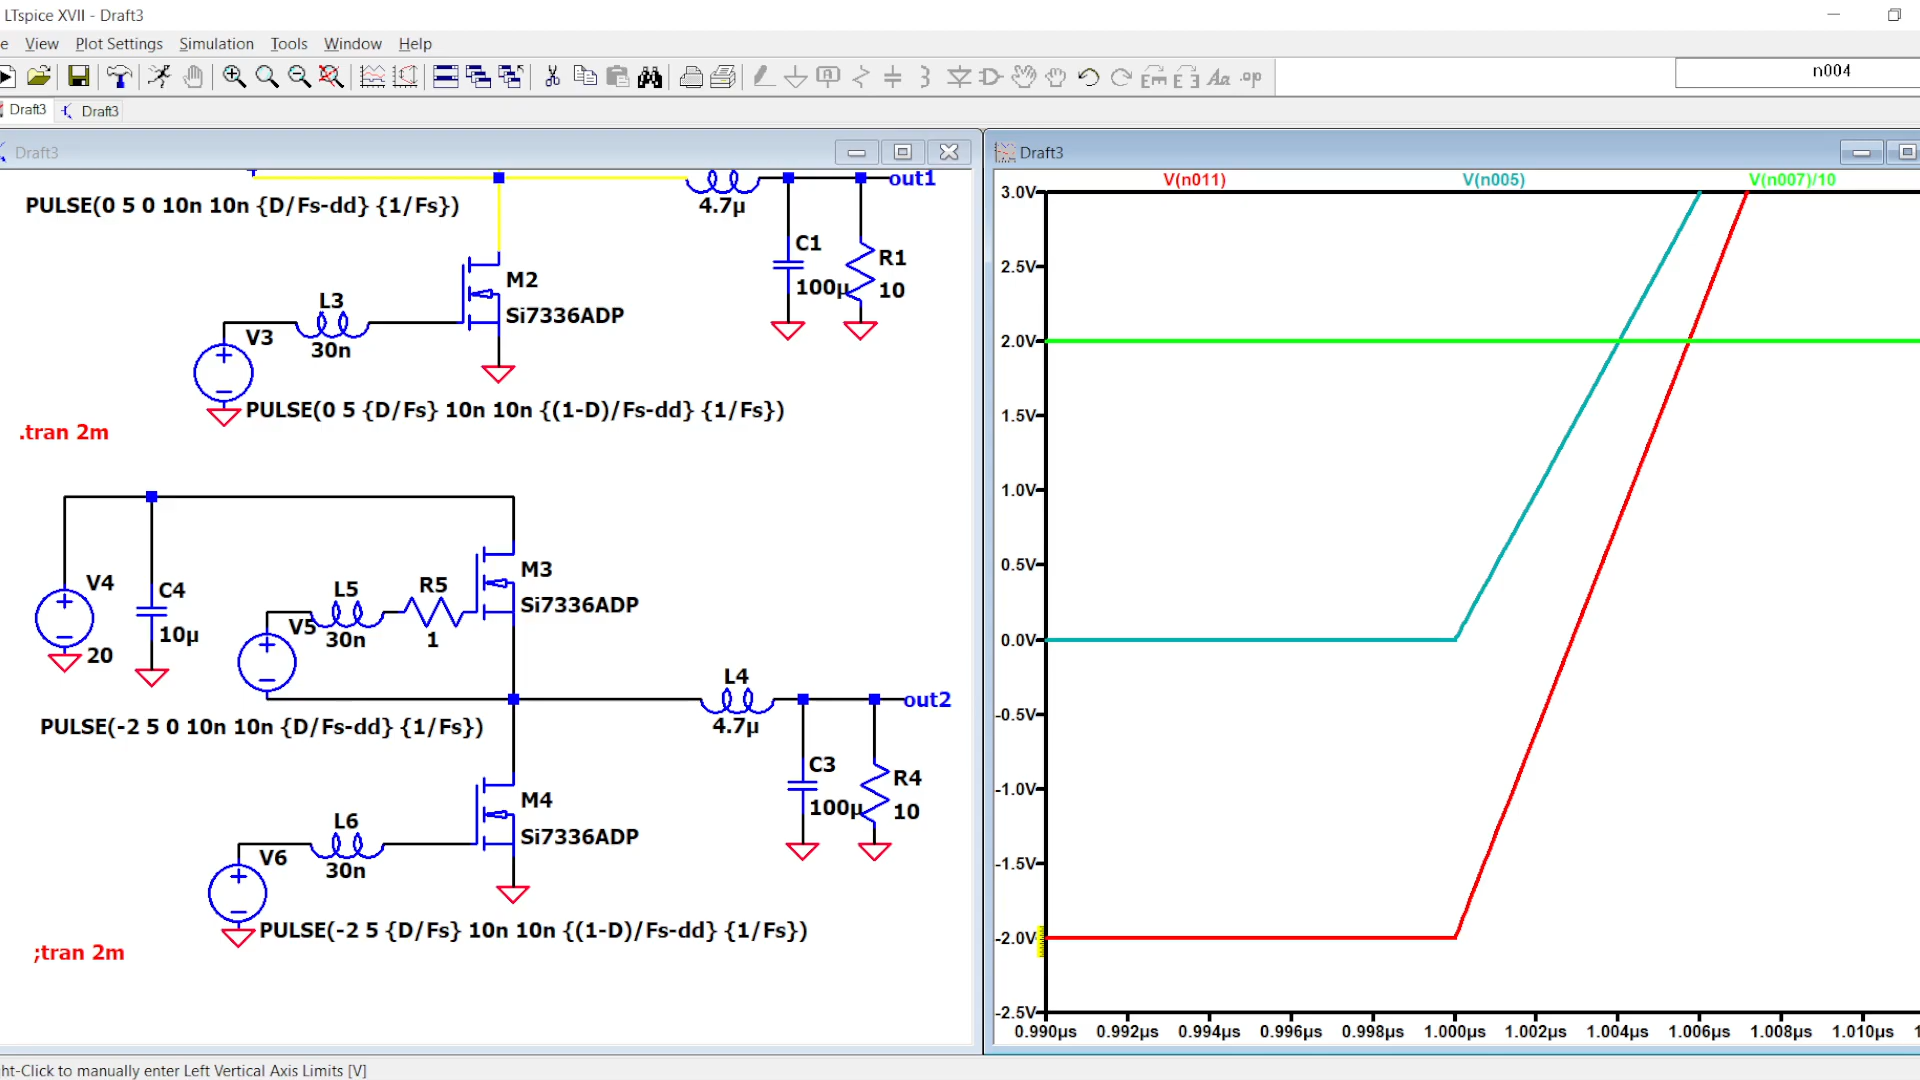 LTspice XVII - Draft3
e View Plot Settings Simulation Tools Window Help
n004
Draft3 Draft3
Draft3
out1
PULSE(0 5 0 10n 10n {D/Fs-dd} {1/Fs})
4.7µ
C1
100µ
R1
10
M2
Si7336ADP
L3
30n
V3
PULSE(0 5 {D/Fs} 10n 10n {(1-D)/Fs-dd} {1/Fs})
.tran 2m
V4
20
C4
10µ
L5
30n
R5
1
M3
Si7336ADP
V5
PULSE(-2 5 0 10n 10n {D/Fs-dd} {1/Fs})
L4
4.7µ
out2
C3
100µ
R4
10
M4
Si7336ADP
L6
30n
V6
PULSE(-2 5 {D/Fs} 10n 10n {(1-D)/Fs-dd} {1/Fs})
;tran 2m
Draft3
V(n011) V(n005) V(n007)/10
3.0V
2.5V
2.0V
1.5V
1.0V
0.5V
0.0V
-0.5V
-1.0V
-1.5V
-2.0V
-2.5V
0.990µs 0.992µs 0.994µs 0.996µs 0.998µs 1.000µs 1.002µs 1.004µs 1.006µs 1.008µs 1.010µs 1
ht-Click to manually enter Left Vertical Axis Limits [V]